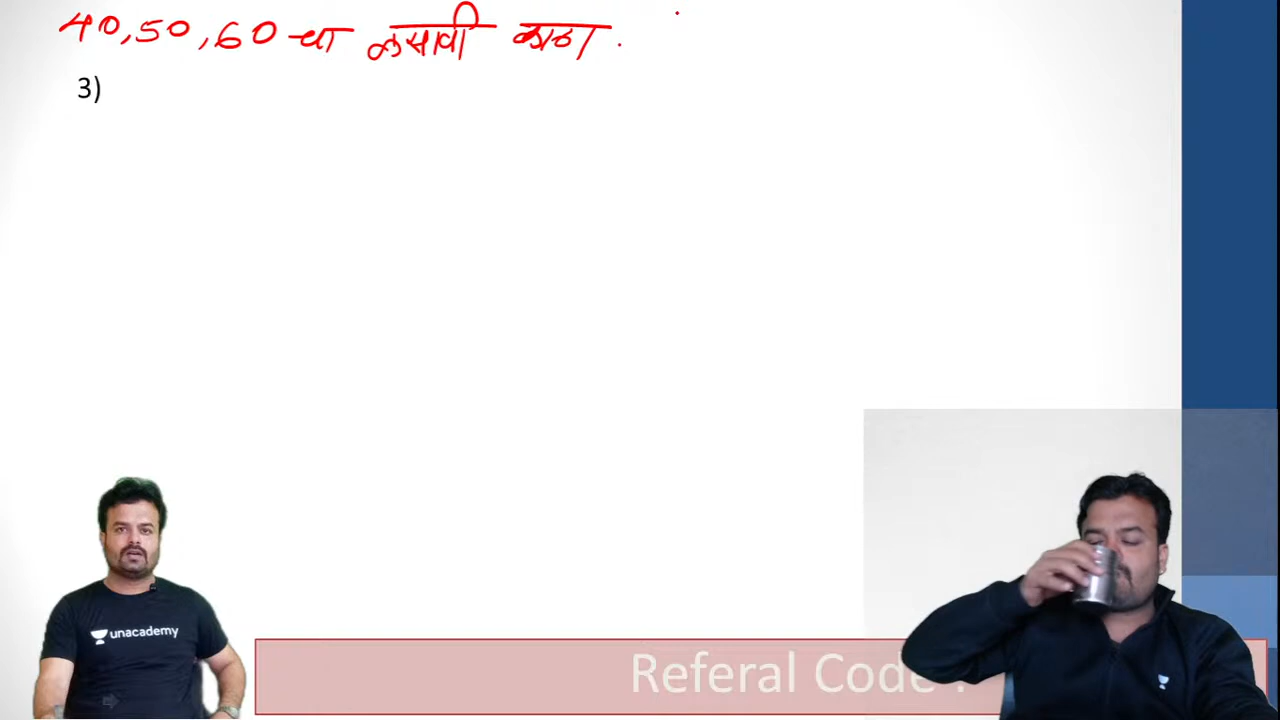 40,50,60 चा लसावी काढा.
3)
unacademy
Referal Code :